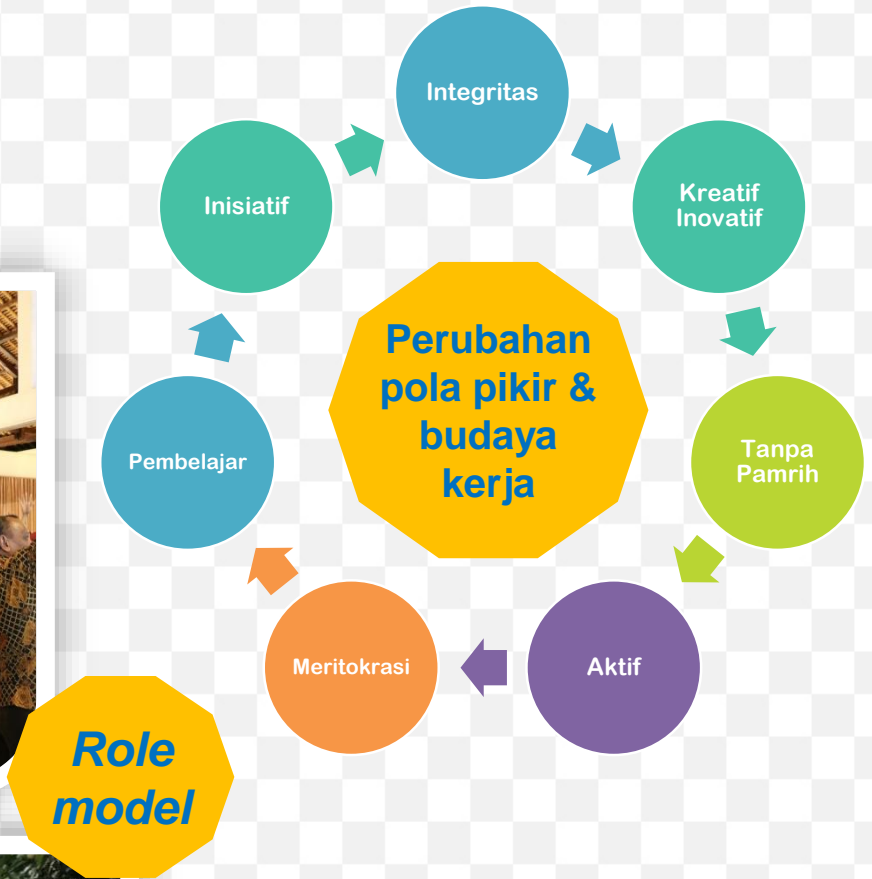 Integritas
Kreatif
Inovatif
Tanpa
Pamrih
Aktif
Meritokrasi
Pembelajar
Inisiatif
Perubahan
pola pikir &
budaya
kerja
Role
model